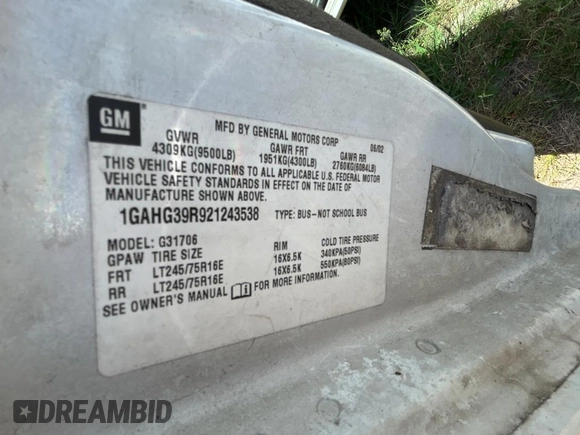 GM
MFD BY GENERAL MOTORS CORP 06/02
GVWR GAWR FRT GAWR RR
4309KG(9500LB) 1951KG(4300LB) 2760KG(6084LB)
THIS VEHICLE CONFORMS TO ALL APPLICABLE U.S. FEDERAL MOTOR
VEHICLE SAFETY STANDARDS IN EFFECT ON THE DATE OF
MANUFACTURE SHOWN ABOVE.
1GAHG39R921243538 TYPE: BUS-NOT SCHOOL BUS
MODEL: G31706
GPAW TIRE SIZE RIM COLD TIRE PRESSURE
FRT LT245/75R16E 16X6.5K 340KPA(50PSI)
RR LT245/75R16E 16X6.5K 550KPA(80PSI)
SEE OWNER'S MANUAL FOR MORE INFORMATION.
DREAMBID